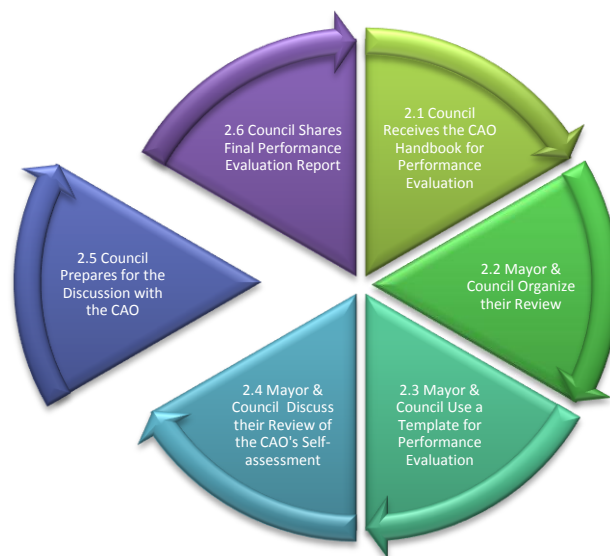 2.6 Council Shares
Final Performance
Evaluation Report
2.1 Council
Receives the CAO
Handbook for
Performance
Evaluation
2.2 Mayor &
Council Organize
their Review
2.3 Mayor &
Council Use a
Template for
Performance
Evaluation
2.4 Mayor &
Council Discuss
their Review of
the CAO's Self-
assessment
2.5 Council
Prepares for the
Discussion with
the CAO